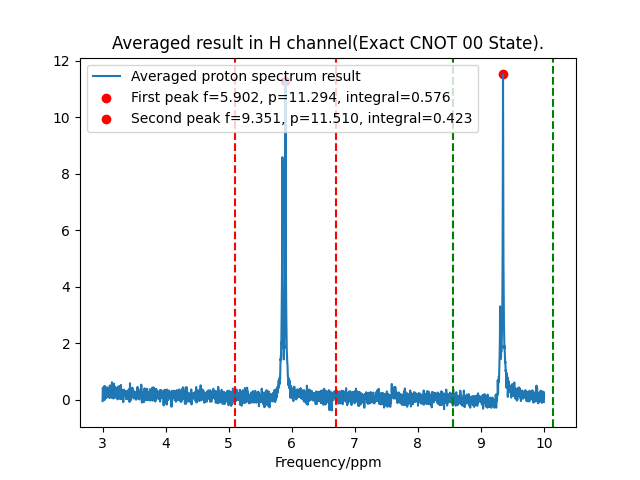 Averaged result in H channel(Exact CNOT 00 State).
12
10
8
6
4
2
0
Averaged proton spectrum result
First peak f=5.902, p=11.294, integral=0.576
Second peak f=9.351, p=11.510, integral=0.423
3 4 5 6 7 8 9 10
Frequency/ppm